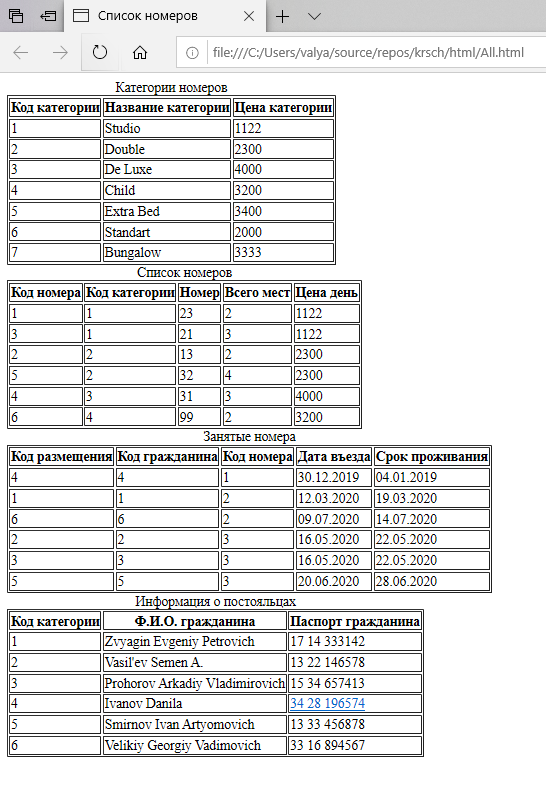 Список номеров
file:///C:/Users/valya/source/repos/krsch/html/All.html
Категории номеров
Код категории Название категории Цена категории
1 Studio 1122
2 Double 2300
3 De Luxe 4000
4 Child 3200
5 Extra Bed 3400
6 Standart 2000
7 Bungalow 3333
Список номеров
Код номера Код категории Номер Всего мест Цена день
1 1 23 2 1122
3 1 21 3 1122
2 2 13 2 2300
5 2 32 4 2300
4 3 31 3 4000
6 4 99 2 3200
Занятые номера
Код размещения Код гражданина Код номера Дата въезда Срок проживания
4 4 1 30.12.2019 04.01.2019
1 1 2 12.03.2020 19.03.2020
6 6 2 09.07.2020 14.07.2020
2 2 3 16.05.2020 22.05.2020
3 3 3 16.05.2020 22.05.2020
5 5 3 20.06.2020 28.06.2020
Информация о постояльцах
Код категории Ф.И.О. гражданина Паспорт гражданина
1 Zvyagin Evgeniy Petrovich 17 14 333142
2 Vasil'ev Semen A. 13 22 146578
3 Prohorov Arkadiy Vladimirovich 15 34 657413
4 Ivanov Danila 34 28 196574
5 Smirnov Ivan Artyomovich 13 33 456878
6 Velikiy Georgiy Vadimovich 33 16 894567